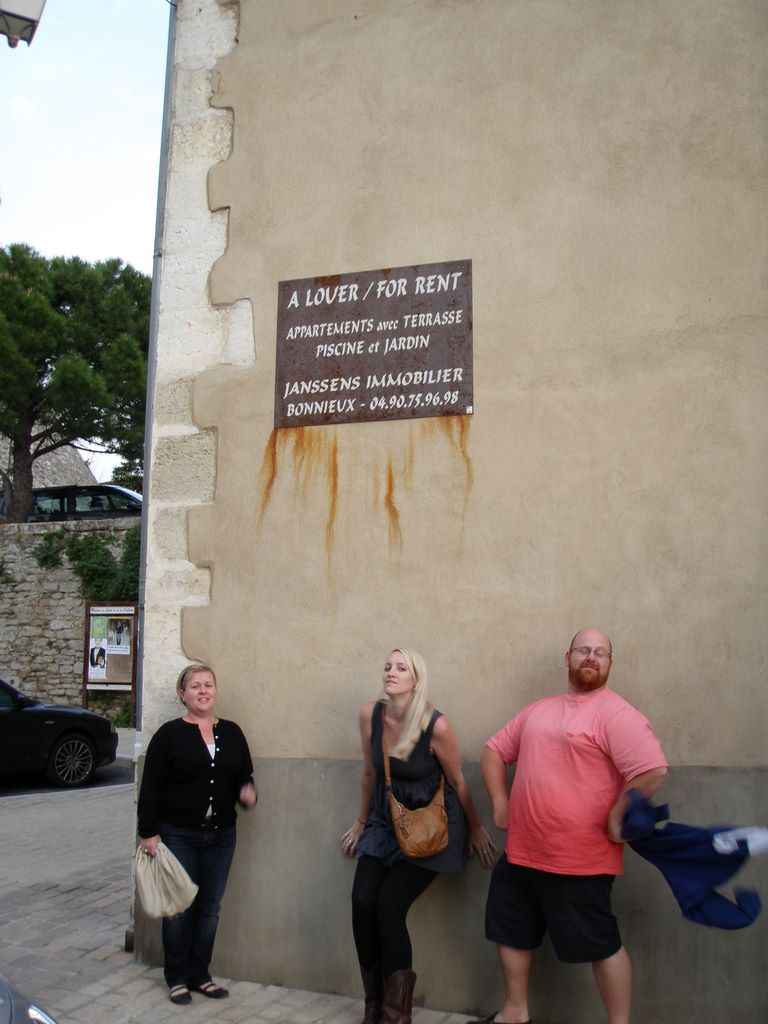 A LOUER / FOR RENT
APPARTEMENTS avec TERRASSE
PISCINE et JARDIN
JANSSENS IMMOBILIER
BONNIEUX - 04.90.75.96.98